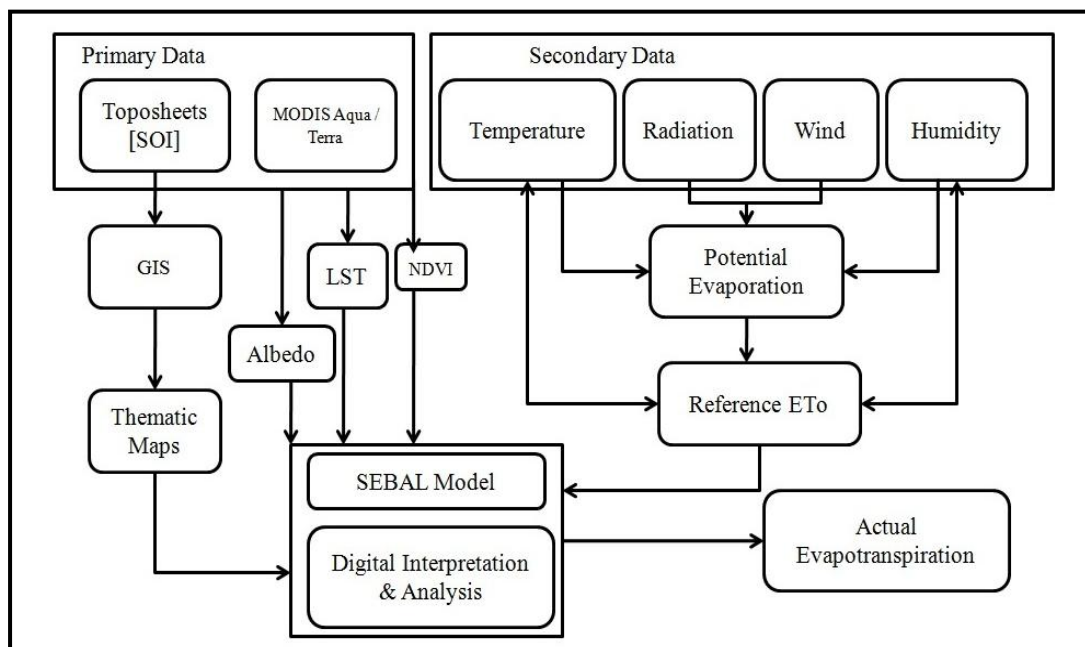 Primary Data
Toposheets
[SOI]
MODIS Aqua /
Terra
Secondary Data
Temperature
Radiation
Wind
Humidity
GIS
LST
NDVI
Potential
Evaporation
Albedo
Thematic
Maps
Reference ETo
SEBAL Model
Digital Interpretation
& Analysis
Actual
Evapotranspiration